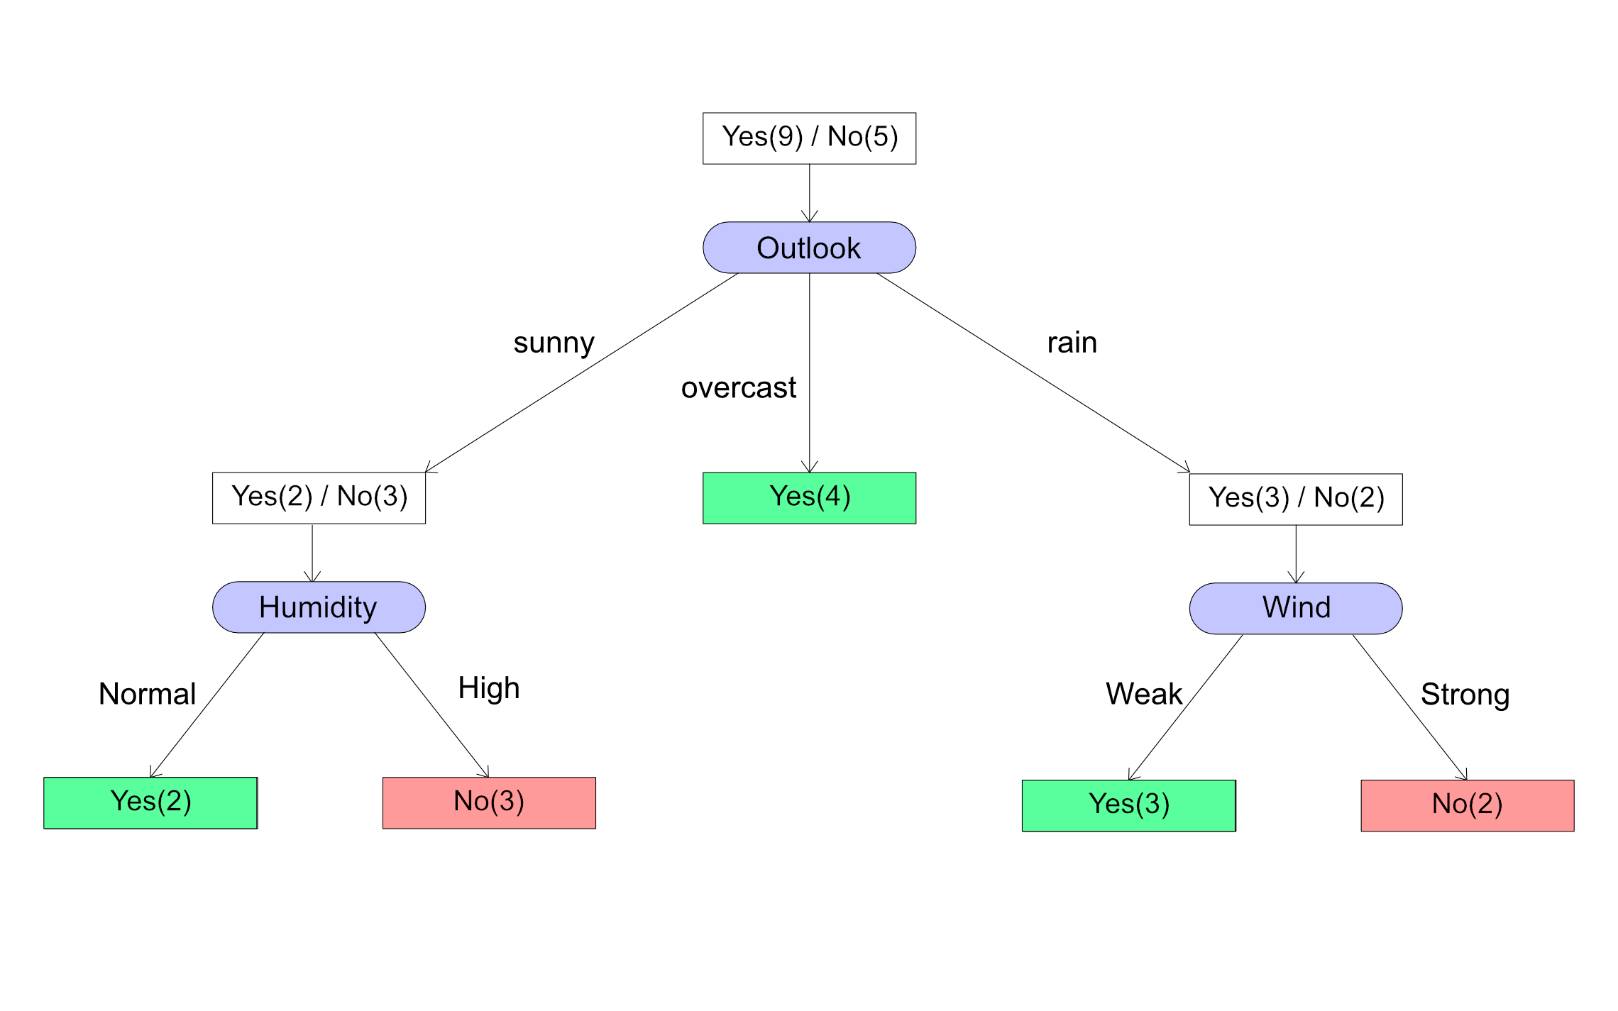 Yes(9) / No(5)
Outlook
sunny
rain
overcast
Yes(2) / No(3)
Yes(4)
Yes(3) / No(2)
Humidity
Wind
Normal
High
Weak
Strong
Yes(2)
No(3)
Yes(3)
No(2)